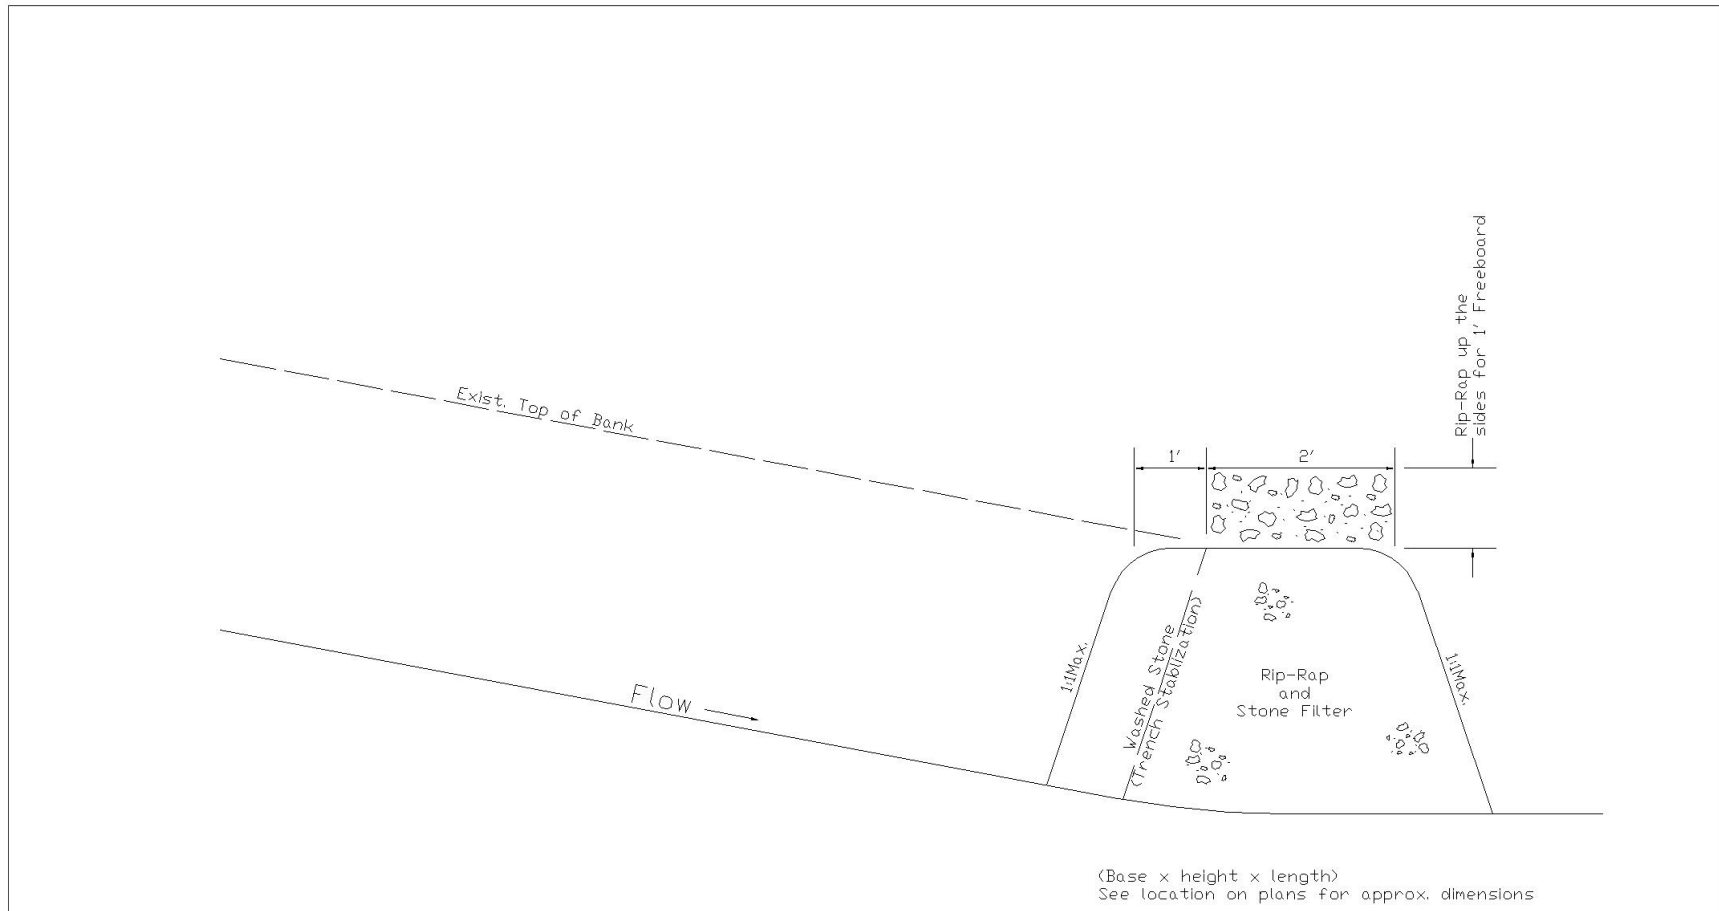 Rip-Rap up the
sides for 1' Freeboard
Exist. Top of Bank
1'
2'
Flow
1:1Max.
Washed Stone
(Trench Stablization)
Rip-Rap
and
Stone Filter
1:1Max.
(Base x height x length)
See location on plans for approx. dimensions